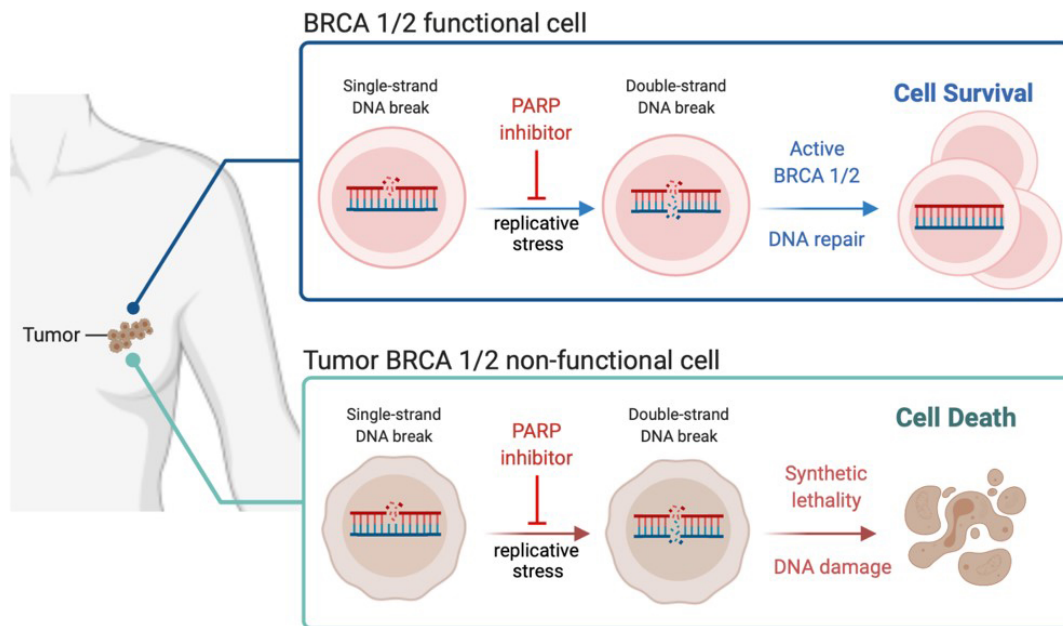 BRCA 1/2 functional cell
Single-strand
DNA break
PARP
inhibitor
replicative
stress
Double-strand
DNA break
Active
BRCA 1/2
DNA repair
Cell Survival
Tumor
Tumor BRCA 1/2 non-functional cell
Single-strand
DNA break
PARP
inhibitor
replicative
stress
Double-strand
DNA break
Synthetic
lethality
DNA damage
Cell Death